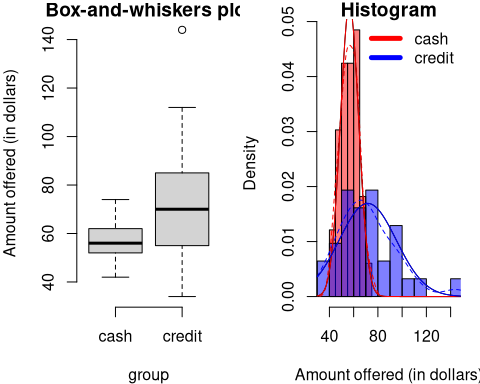 Box-and-whiskers plo
Amount offered (in dollars)
140
120
100
80
60
40
cash
credit
group
Histogram
cash
credit
Density
0.05
0.04
0.03
0.02
0.01
0.00
40
80
120
Amount offered (in dollars)